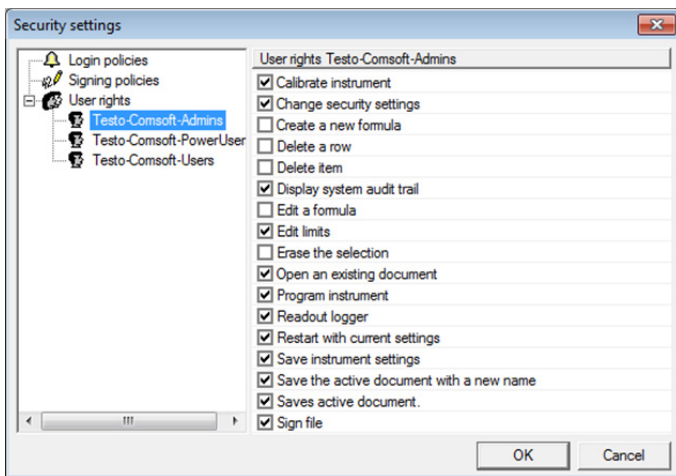 Security settings
Login policies
Signing policies
User rights
Testo-Comsoft-Admins
Testo-Comsoft-PowerUser
Testo-Comsoft-Users
User rights Testo-Comsoft-Admins
Calibrate instrument
Change security settings
Create a new formula
Delete a row
Delete item
Display system audit trail
Edit a formula
Edit limits
Erase the selection
Open an existing document
Program instrument
Readout logger
Restart with current settings
Save instrument settings
Save the active document with a new name
Saves active document.
Sign file
OK
Cancel